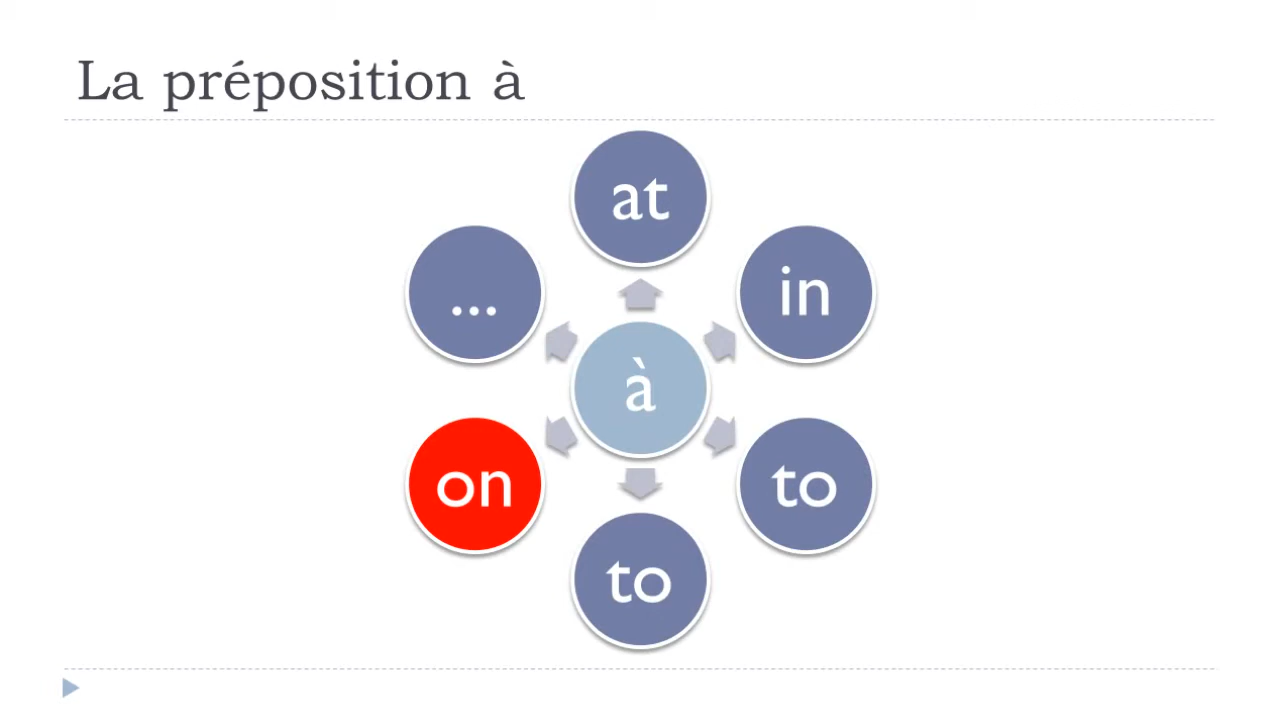 La préposition à
at
...
in
à
on
to
to